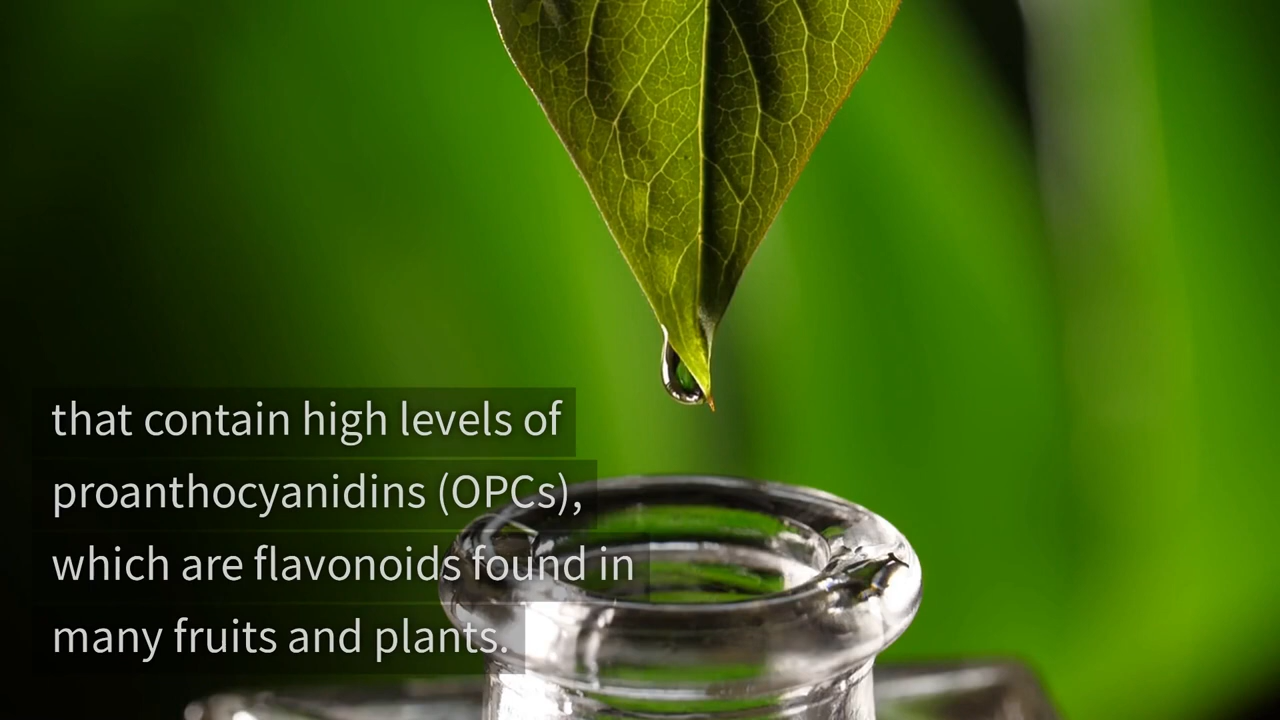 that contain high levels of
proanthocyanidins (OPCs),
which are flavonoids found in
many fruits and plants.